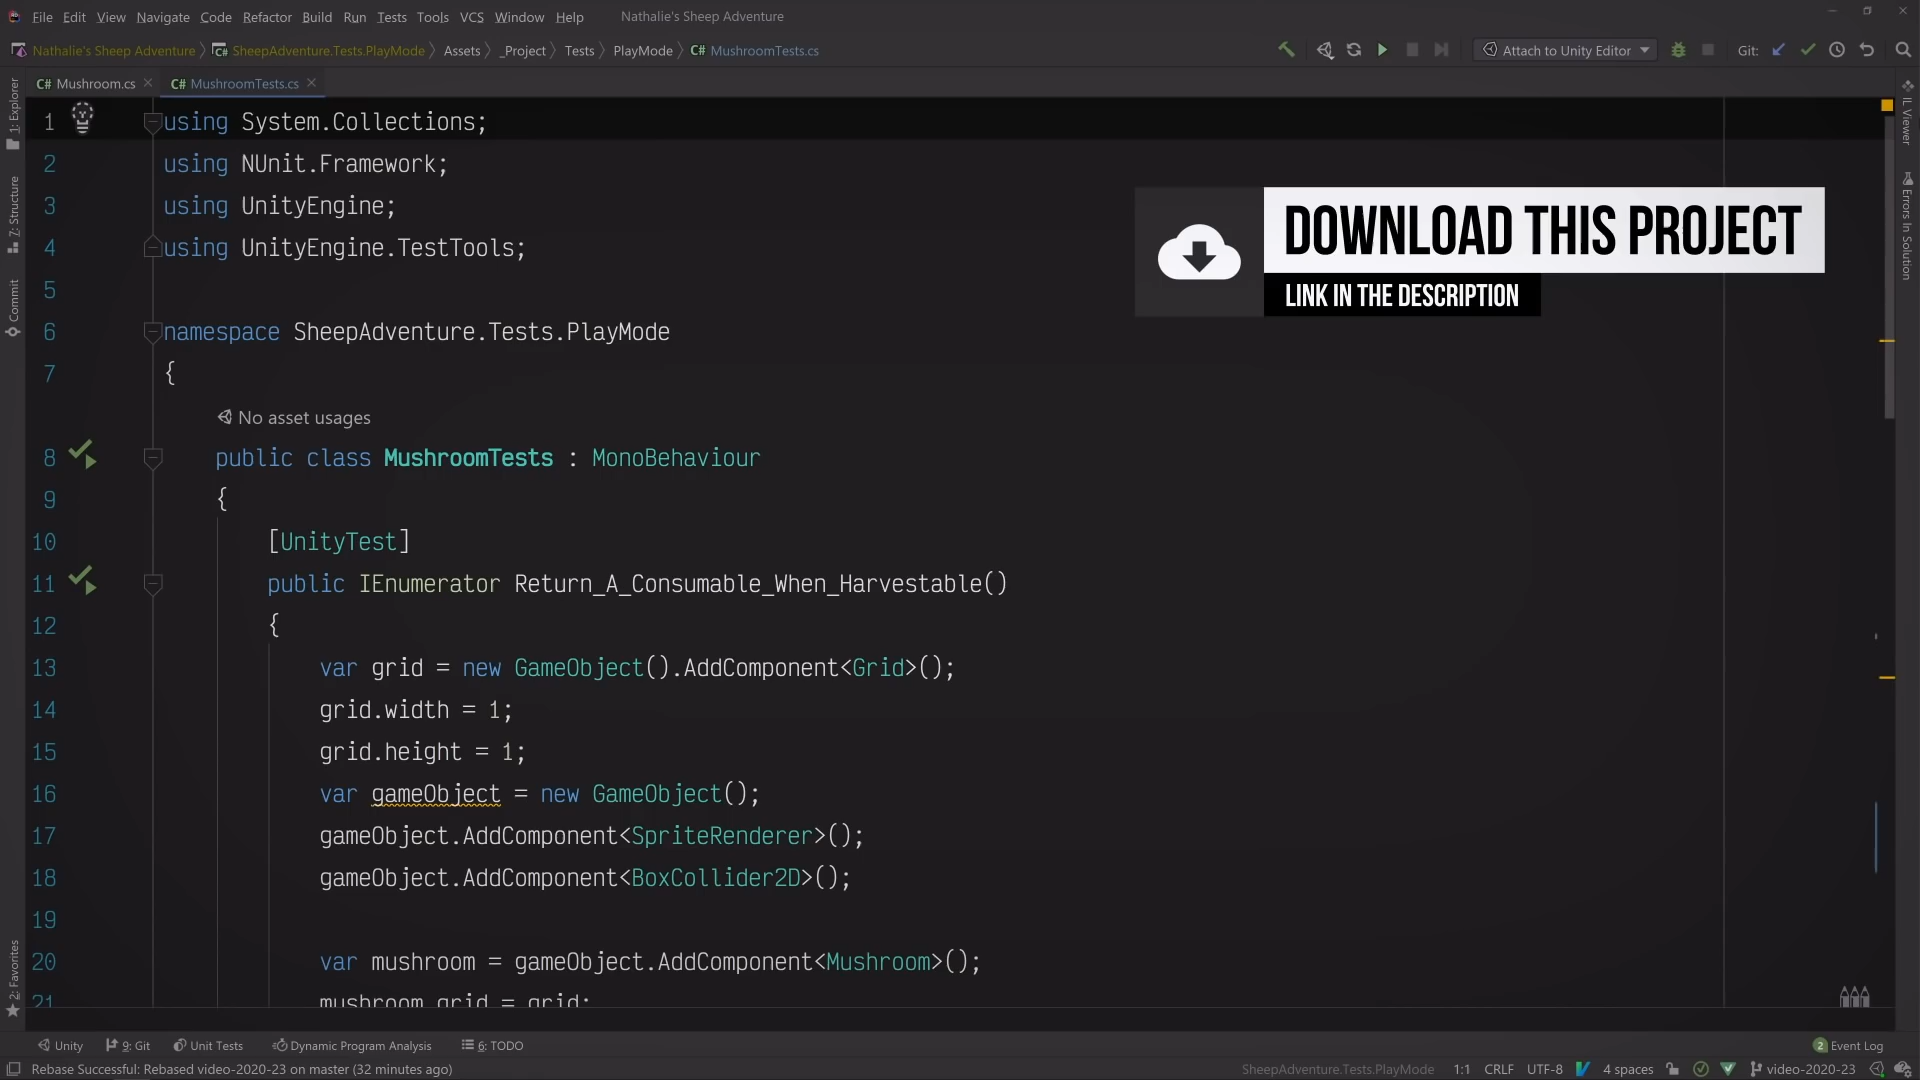 File Edit View Navigate Code Refactor Build Run Tests Tools VCS Window Help Nathalie's Sheep Adventure
Nathalie's Sheep Adventure SheepAdventure.Tests.PlayMode Assets _Project Tests PlayMode C# MushroomTests.cs Attach to Unity Editor Git:
C# Mushroom.cs C# MushroomTests.cs
1: Explorer
7: Structure
Commit
2: Favorites
IL Viewer
Errors In Solution
1 using System.Collections;
2 using NUnit.Framework;
3 using UnityEngine;
4 using UnityEngine.TestTools;
5
6 namespace SheepAdventure.Tests.PlayMode
7 {
No asset usages
8 public class MushroomTests : MonoBehaviour
9 {
10 [UnityTest]
11 public IEnumerator Return_A_Consumable_When_Harvestable()
12 {
13 var grid = new GameObject().AddComponent<Grid>();
14 grid.width = 1;
15 grid.height = 1;
16 var gameObject = new GameObject();
17 gameObject.AddComponent<SpriteRenderer>();
18 gameObject.AddComponent<BoxCollider2D>();
19
20 var mushroom = gameObject.AddComponent<Mushroom>();
21 mushroom.grid = grid;
DOWNLOAD THIS PROJECT
LINK IN THE DESCRIPTION
Unity 9: Git Unit Tests Dynamic Program Analysis 6: TODO 2 Event Log
Rebase Successful: Rebased video-2020-23 on master (32 minutes ago) SheepAdventure.Tests.PlayMode 1:1 CRLF UTF-8 4 spaces video-2020-23